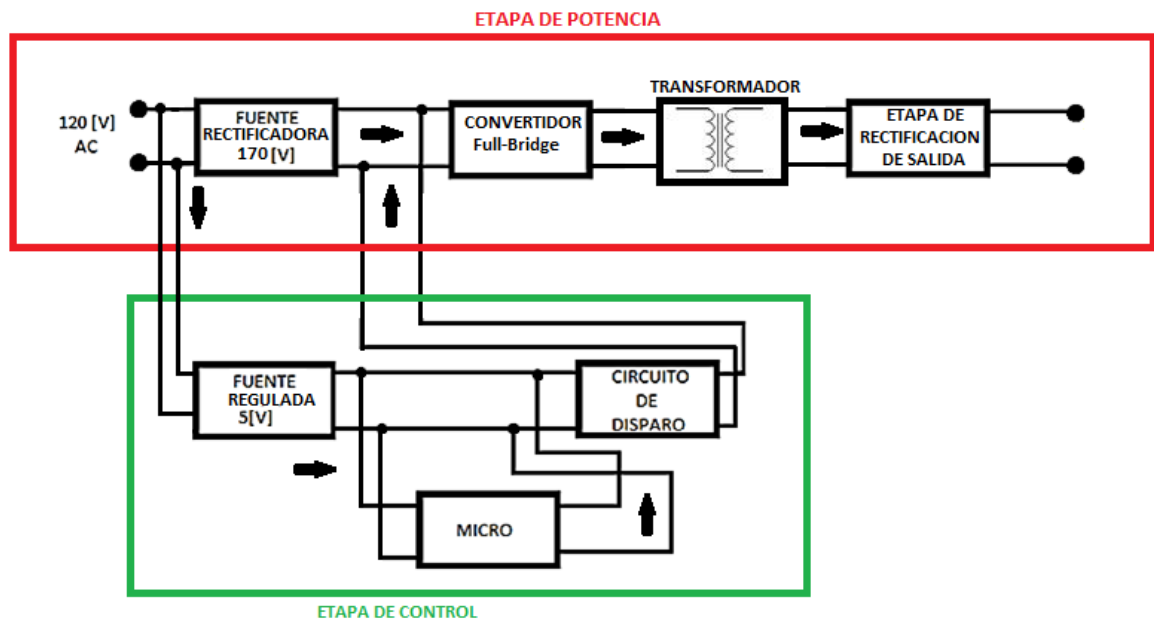 ETAPA DE POTENCIA
120 [V]
AC
FUENTE
RECTIFICADORA
170 [V]
CONVERTIDOR
Full-Bridge
TRANSFORMADOR
ETAPA DE
RECTIFICACION
DE SALIDA
FUENTE
REGULADA
5[V]
CIRCUITO
DE
DISPARO
MICRO
ETAPA DE CONTROL